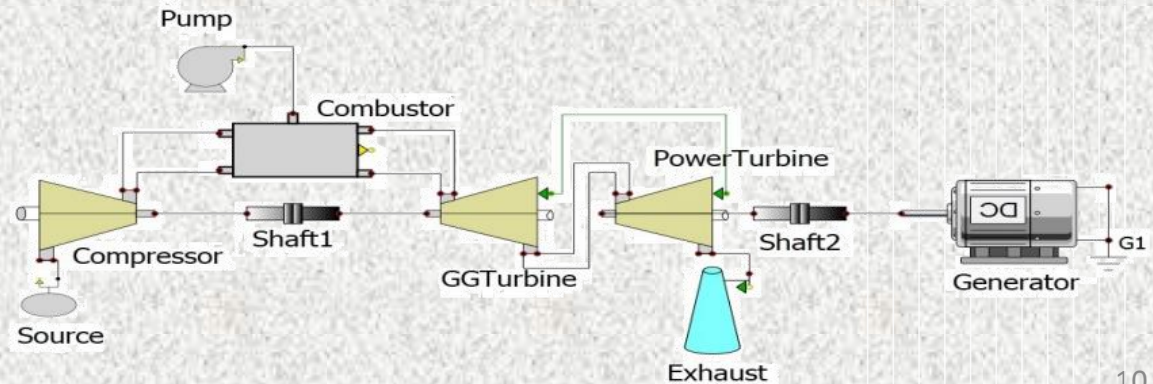 Pump
Combustor
PowerTurbine
Shaft1
Compressor
GGTurbine
Shaft2
DC
G1
Generator
Source
Exhaust
10